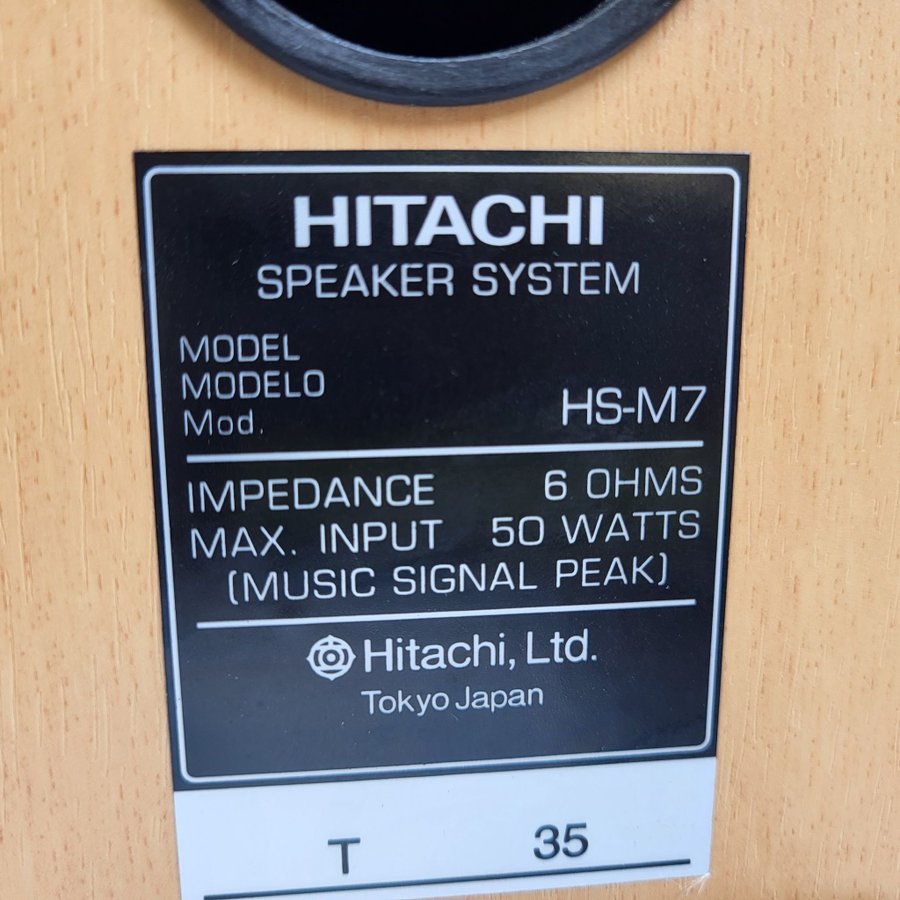 HITACHI
SPEAKER SYSTEM
MODEL
MODELO
Mod. HS-M7
IMPEDANCE 6 OHMS
MAX. INPUT 50 WATTS
(MUSIC SIGNAL PEAK)
Hitachi, Ltd.
Tokyo Japan
T 35